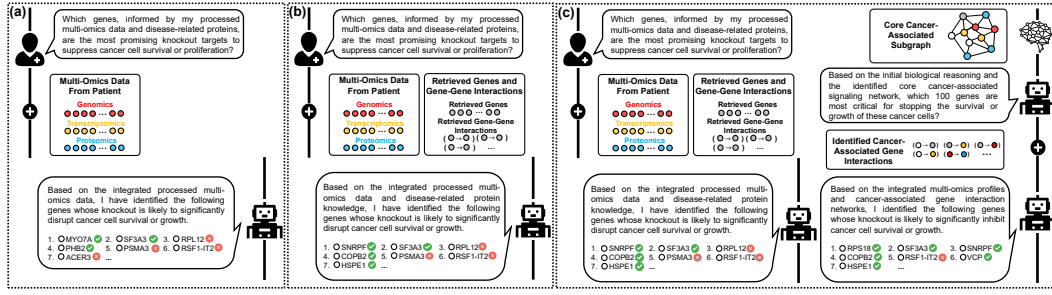 (a)
Which genes, informed by my processed
multi-omics data and disease-related proteins,
are the most promising knockout targets to
suppress cancer cell survival or proliferation?
Multi-Omics Data
From Patient
Genomics
...
Transcriptomics
...
Proteomics
...
Based on the integrated processed multi-
omics data, I have identified the following
genes whose knockout is likely to significantly
disrupt cancer cell survival or growth.
1. MYO7A 2. SF3A3 3. RPL12
4. PHB2 5. PSMA3 6. RSF1-IT2
7. ACER3 ...
(b)
Which genes, informed by my processed
multi-omics data and disease-related proteins,
are the most promising knockout targets to
suppress cancer cell survival or proliferation?
Multi-Omics Data
From Patient
Genomics
...
Transcriptomics
...
Proteomics
...
Retrieved Genes and
Gene-Gene Interactions
Retrieved Genes
...
Retrieved Gene-Gene
Interactions
( → ) ( → )
( → ) ...
Based on the integrated processed multi-
omics data and disease-related protein
knowledge, I have identified the following
genes whose knockout is likely to significantly
disrupt cancer cell survival or growth.
1. SNRPF 2. SF3A3 3. RPL12
4. COPB2 5. PSMA3 6. RSF1-IT2
7. HSPE1 ...
(c)
Which genes, informed by my processed
multi-omics data and disease-related proteins,
are the most promising knockout targets to
suppress cancer cell survival or proliferation?
Multi-Omics Data
From Patient
Genomics
...
Transcriptomics
...
Proteomics
...
Retrieved Genes and
Gene-Gene Interactions
Retrieved Genes
...
Retrieved Gene-Gene
Interactions
( → ) ( → )
( → ) ...
Based on the integrated processed multi-
omics data and disease-related protein
knowledge, I have identified the following
genes whose knockout is likely to significantly
disrupt cancer cell survival or growth.
1. SNRPF 2. SF3A3 3. RPL12
4. COPB2 5. PSMA3 6. RSF1-IT2
7. HSPE1 ...
Core Cancer-
Associated
Subgraph
Based on the initial biological reasoning and
the identified core cancer-associated
signaling network, which 100 genes are
most critical for stopping the survival or
growth of these cancer cells?
Identified Cancer-
Associated Gene
Interactions
( → ) ( → ) ( → )
( → ) ( → ) ...
Based on the integrated multi-omics profiles
and cancer-associated gene interaction
networks, I identified the following genes
whose knockout is likely to significantly inhibit
cancer cell survival or growth.
1. RPS18 2. SF3A3 3. SNRPF
4. COPB2 5. RSF1-IT2 6. VCP
7. HSPE1 ...